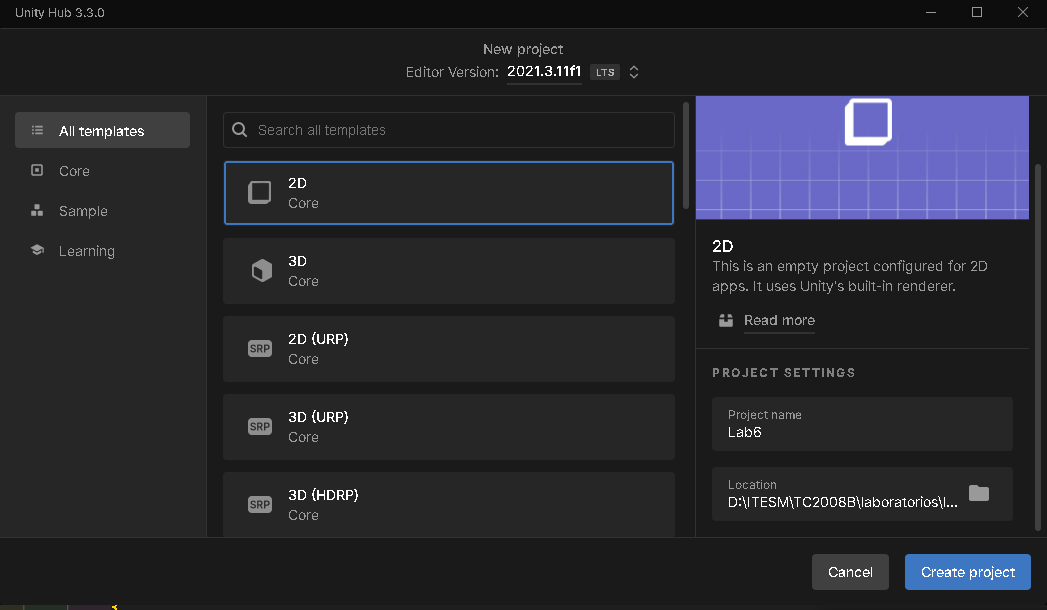 Unity Hub 3.3.0
New project
Editor Version: 2021.3.11f1 LTS
All templates
Core
Sample
Learning
Search all templates
2D
Core
3D
Core
2D (URP)
Core
3D (URP)
Core
3D (HDRP)
Core
SRP
SRP
SRP
2D
This is an empty project configured for 2D
apps. It uses Unity's built-in renderer.
Read more
PROJECT SETTINGS
Project name
Lab6
Location
D:\ITESM\TC2008B\laboratorios\l...
Cancel
Create project